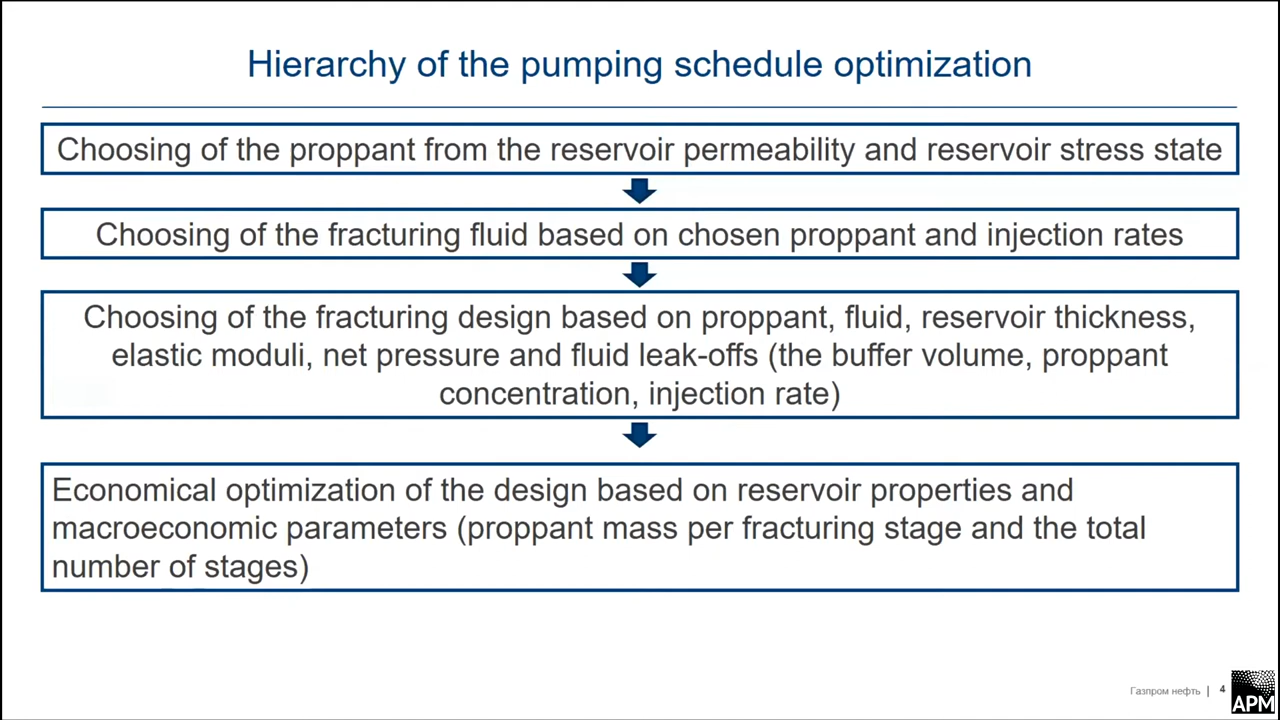 Hierarchy of the pumping schedule optimization
Choosing of the proppant from the reservoir permeability and reservoir stress state
Choosing of the fracturing fluid based on chosen proppant and injection rates
Choosing of the fracturing design based on proppant, fluid, reservoir thickness,
elastic moduli, net pressure and fluid leak-offs (the buffer volume, proppant
concentration, injection rate)
Economical optimization of the design based on reservoir properties and
macroeconomic parameters (proppant mass per fracturing stage and the total
number of stages)
Газпром нефть | 4
APM